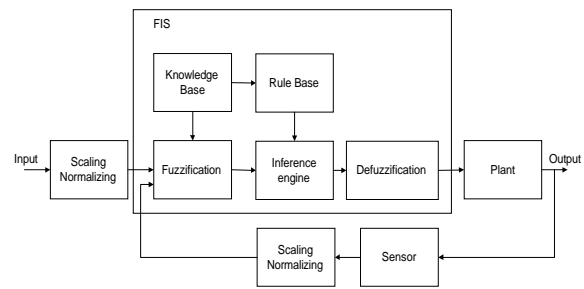 FIS
Knowledge
Base
Rule Base
Input
Scaling
Normalizing
Fuzzification
Inference
engine
Defuzzification
Plant
Output
Scaling
Normalizing
Sensor